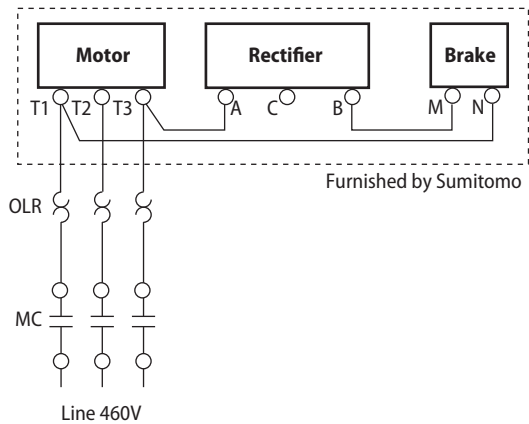 Motor Rectifier Brake
T1 T2 T3 A C B M N
Furnished by Sumitomo
OLR
MC
Line 460V